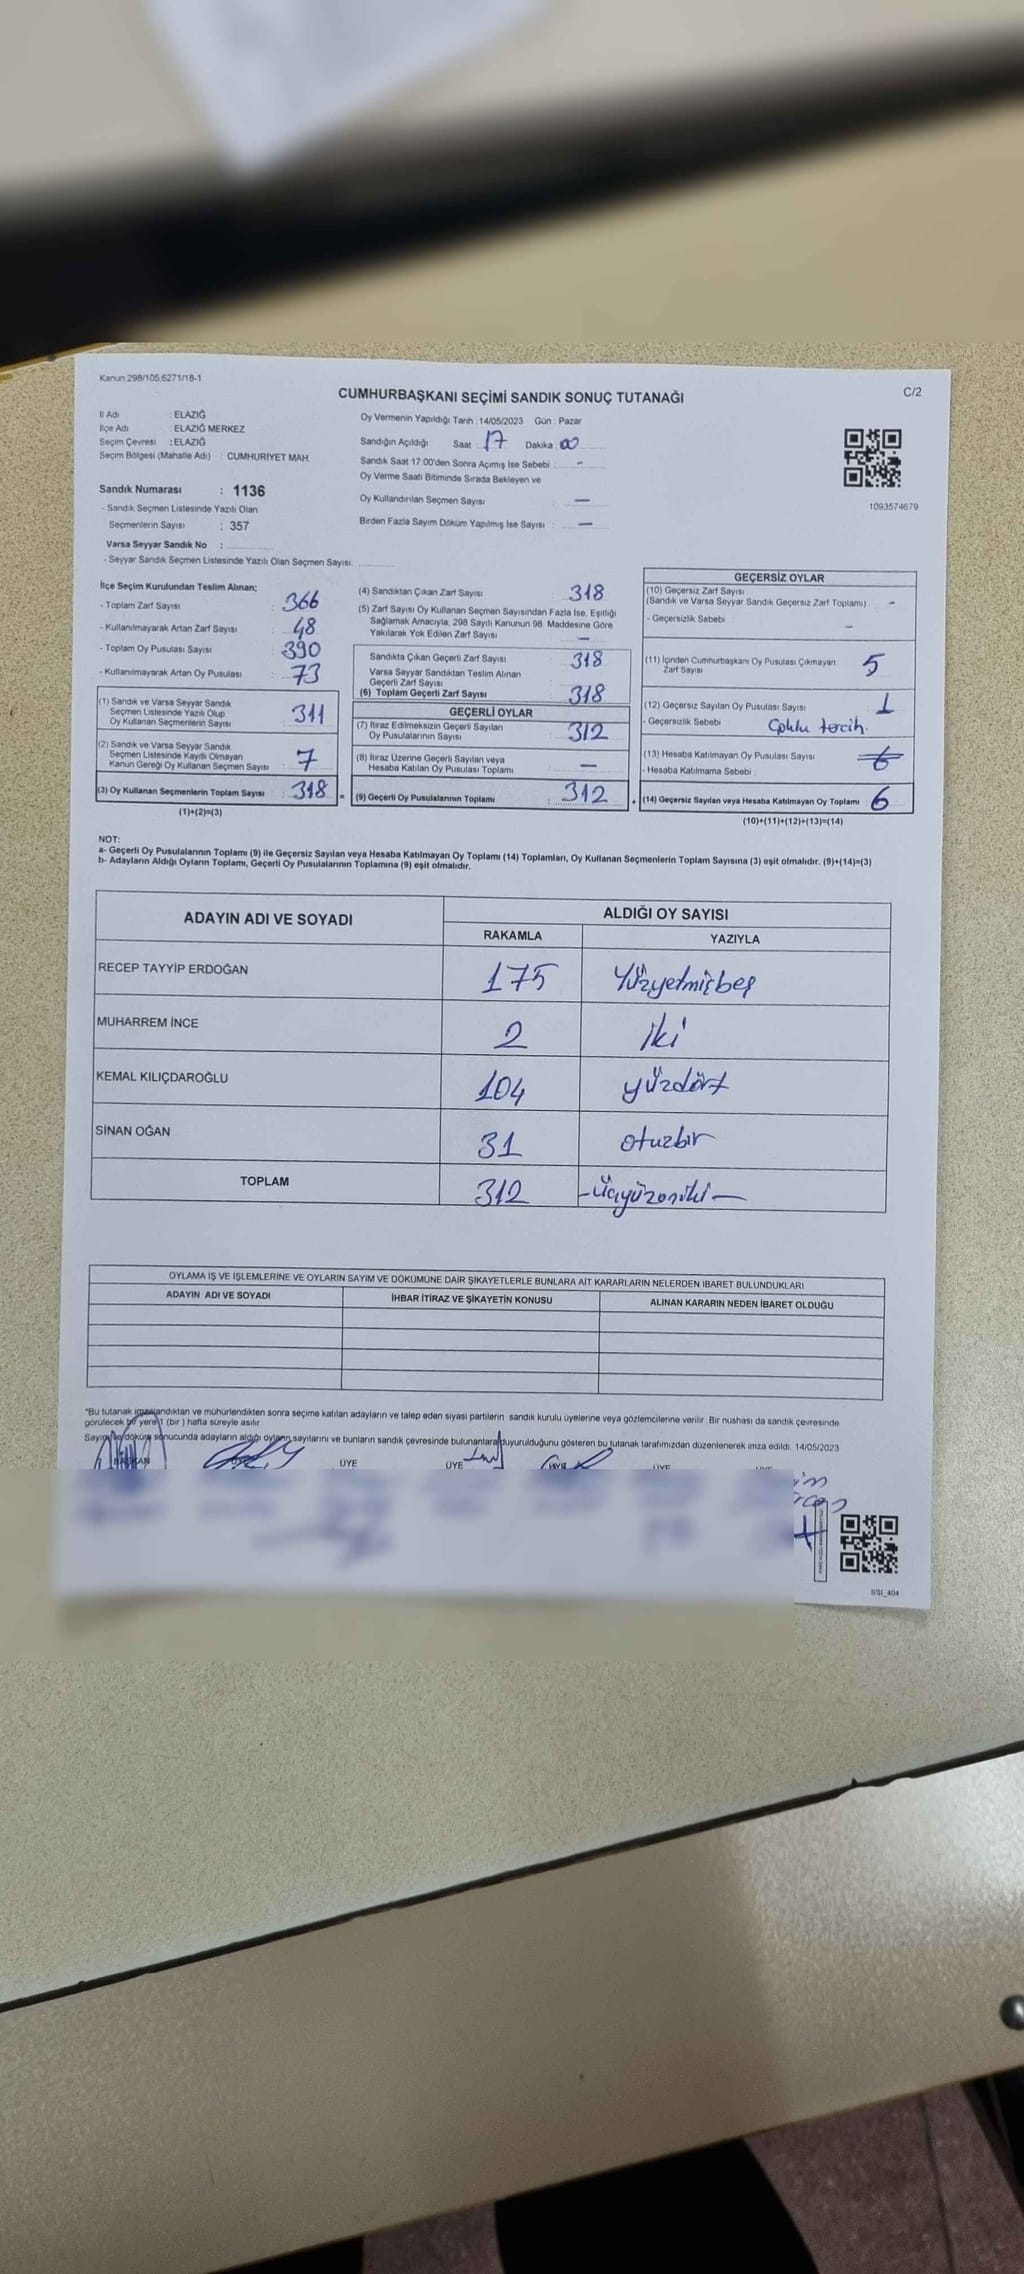 Kanun:298/105;6271/18-1
C/2
CUMHURBAŞKANI SEÇİMİ SANDIK SONUÇ TUTANAĞI
İl Adı : ELAZIĞ
İlçe Adı : ELAZIĞ MERKEZ
Seçim Çevresi : ELAZIĞ
Seçim Bölgesi (Mahalle Adı) : CUMHURİYET MAH
Sandık Numarası : 1136
- Sandık Seçmen Listesinde Yazılı Olan
Seçmenlerin Sayısı : 357
Varsa Seyyar Sandık No :
- Seyyar Sandık Seçmen Listesinde Yazılı Olan Seçmen Sayısı:
Oy Vermenin Yapıldığı Tarih :14/05/2023 Gün : Pazar
Sandığın Açıldığı Saat : 17 Dakika : 00
Sandık Saat 17.00'den Sonra Açımış İse Sebebi : -
Oy Verme Saati Bitiminde Sırada Bekleyen ve
Oy Kullandırılan Seçmen Sayısı : —
Birden Fazla Sayım Döküm Yapılmış İse Sayısı : —
1093574679
İlçe Seçim Kurulundan Teslim Alınan;
- Toplam Zarf Sayısı : 366
- Kullanılmayarak Artan Zarf Sayısı : 48
- Toplam Oy Pusulası Sayısı : 390
- Kullanılmayarak Artan Oy Pusulası : 73
(1) Sandık ve Varsa Seyyar Sandık
Seçmen Listesinde Yazılı Olup
Oy Kullanan Seçmenlerin Sayısı : 311
(2) Sandık ve Varsa Seyyar Sandık
Seçmen Listesinde Kayıtlı Olmayan
Kanun Gereği Oy Kullanan Seçmen Sayısı : 7
(3) Oy Kullanan Seçmenlerin Toplam Sayısı : 318
(1)+(2)=(3)
(4) Sandıktan Çıkan Zarf Sayısı : 318
(5) Zarf Sayısı Oy Kullanan Seçmen Sayısından Fazla İse, Eşitliği
Sağlamak Amacıyla, 298 Sayılı Kanunun 98. Maddesine Göre
Yakılarak Yok Edilen Zarf Sayısı : —
Sandıkta Çıkan Geçerli Zarf Sayısı : 318
Varsa Seyyar Sandıktan Teslim Alınan
Geçerli Zarf Sayısı
(6) Toplam Geçerli Zarf Sayısı : 318
GEÇERLİ OYLAR
(7) İtiraz Edilmeksizin Geçerli Sayılan
Oy Pusulalarının Sayısı : 312
(8) İtiraz Üzerine Geçerli Sayılan veya
Hesaba Katılan Oy Pusulası Toplamı : —
= (9) Geçerli Oy Pusulalarının Toplamı : 312
GEÇERSİZ OYLAR
(10) Geçersiz Zarf Sayısı
(Sandık ve Varsa Seyyar Sandık Geçersiz Zarf Toplamı) : -
- Geçersizlik Sebebi : —
(11) İçinden Cumhurbaşkanı Oy Pusulası Çıkmayan
Zarf Sayısı : 5
(12) Geçersiz Sayılan Oy Pusulası Sayısı : 1
- Geçersizlik Sebebi : Çoklu tercih.
(13) Hesaba Katılmayan Oy Pusulası Sayısı : 6
- Hesaba Katılmama Sebebi :
+ (14) Geçersiz Sayılan veya Hesaba Katılmayan Oy Toplamı : 6
(10)+(11)+(12)+(13)=(14)
NOT:
a- Geçerli Oy Pusulalarının Toplamı (9) ile Geçersiz Sayılan veya Hesaba Katılmayan Oy Toplamı (14) Toplamları, Oy Kullanan Seçmenlerin Toplam Sayısına (3) eşit olmalıdır. (9)+(14)=(3)
b- Adayların Aldığı Oyların Toplamı, Geçerli Oy Pusulalarının Toplamına (9) eşit olmalıdır.
ADAYIN ADI VE SOYADI
ALDIĞI OY SAYISI
RAKAMLA YAZIYLA
RECEP TAYYİP ERDOĞAN 175 Yüzyetmişbeş
MUHARREM İNCE 2 iki
KEMAL KILIÇDAROĞLU 104 yüzdört
SİNAN OĞAN 31 otuzbir
TOPLAM 312 -üçyüzoniki-
OYLAMA İŞ VE İŞLEMLERİNE VE OYLARIN SAYIM VE DÖKÜMÜNE DAİR ŞİKAYETLERLE BUNLARA AİT KARARLARIN NELERDEN İBARET BULUNDUKLARI
ADAYIN ADI VE SOYADI İHBAR İTİRAZ VE ŞİKAYETİN KONUSU ALINAN KARARIN NEDEN İBARET OLDUĞU
*Bu tutanak imzalandıktan ve mühürlendikten sonra seçime katılan adayların ve talep eden siyasi partilerin sandık kurulu üyelerine veya gözlemcilerine verilir. Bir nushası da sandık çevresinde
görülecek bir yere 1 (bir ) hafta süreyle asılır.
Sayım ve döküm sonucunda adayların aldığı oyların sayılarını ve bunların sandık çevresinde bulunanlara duyurulduğunu gösteren bu tutanak tarafımızdan düzenlenerek imza edildi. 14/05/2023
BAŞKAN ÜYE ÜYE ÜYE ÜYE
SSI_404